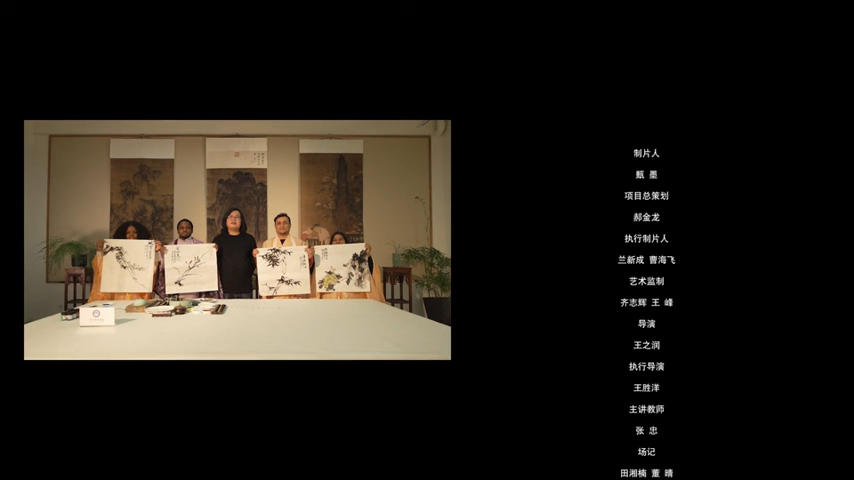 制片人
甄 墨
项目总策划
郝金龙
执行制片人
兰新成 曹海飞
艺术监制
齐志辉 王 峰
导演
王之润
执行导演
王胜洋
主讲教师
张 忠
场记
田湘楠 董 晴